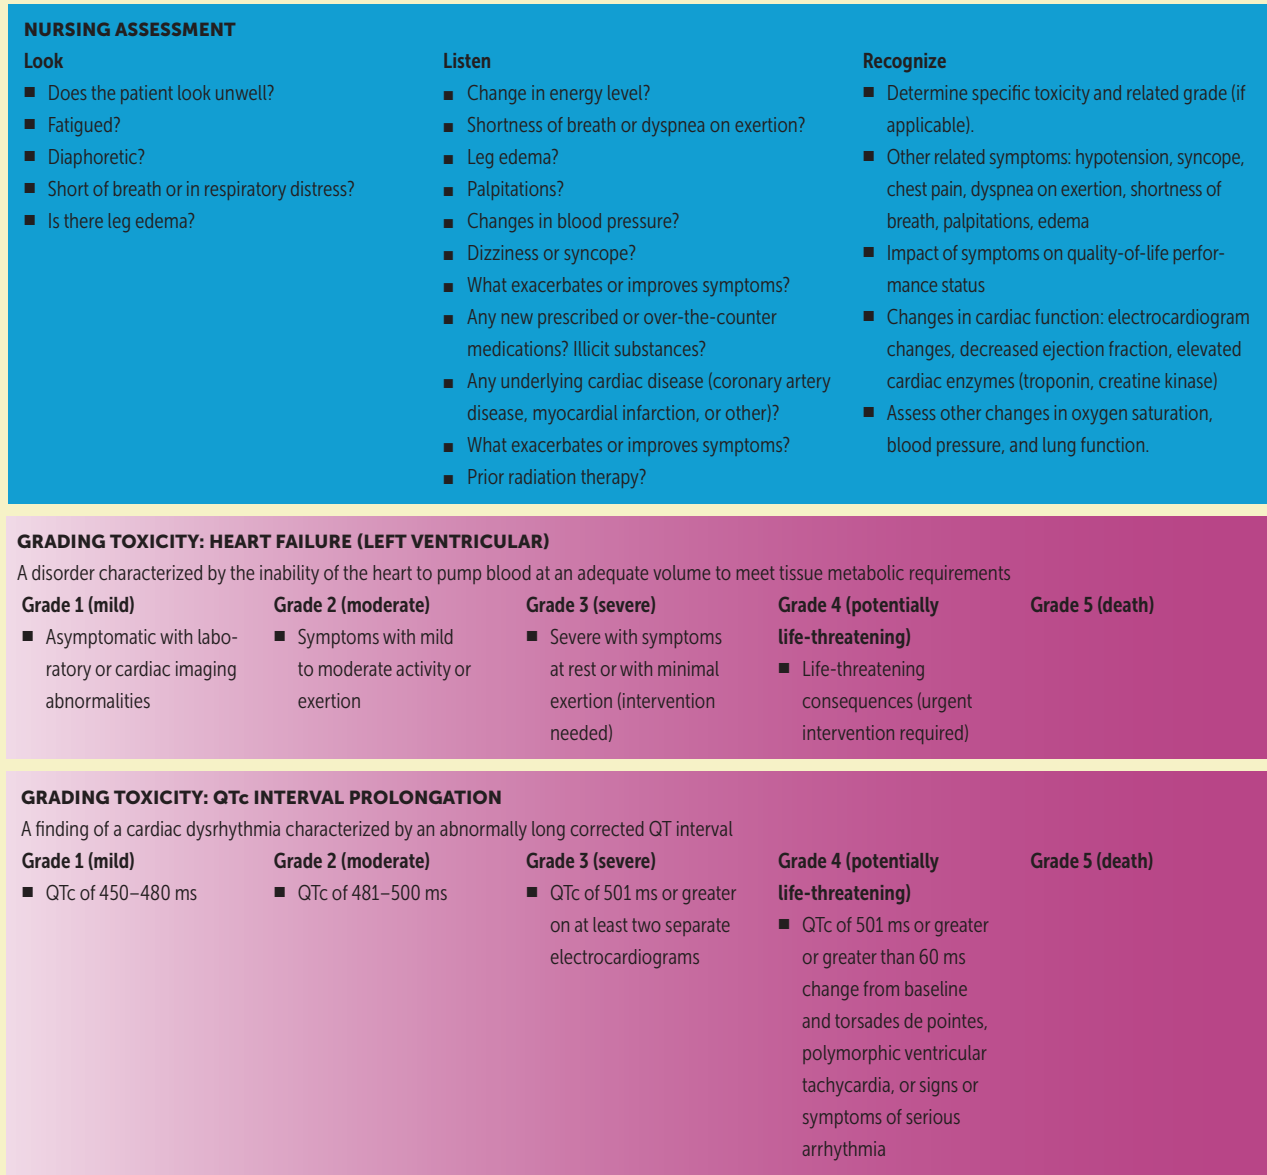 NURSING ASSESSMENT
Look
■ Does the patient look unwell?
■ Fatigued?
■ Diaphoretic?
■ Short of breath or in respiratory distress?
■ Is there leg edema?
Listen
■ Change in energy level?
■ Shortness of breath or dyspnea on exertion?
■ Leg edema?
■ Palpitations?
■ Changes in blood pressure?
■ Dizziness or syncope?
■ What exacerbates or improves symptoms?
■ Any new prescribed or over-the-counter
medications? Illicit substances?
■ Any underlying cardiac disease (coronary artery
disease, myocardial infarction, or other)?
■ What exacerbates or improves symptoms?
■ Prior radiation therapy?
Recognize
■ Determine specific toxicity and related grade (if
applicable).
■ Other related symptoms: hypotension, syncope,
chest pain, dyspnea on exertion, shortness of
breath, palpitations, edema
■ Impact of symptoms on quality-of-life perfor-
mance status
■ Changes in cardiac function: electrocardiogram
changes, decreased ejection fraction, elevated
cardiac enzymes (troponin, creatine kinase)
■ Assess other changes in oxygen saturation,
blood pressure, and lung function.
GRADING TOXICITY: HEART FAILURE (LEFT VENTRICULAR)
A disorder characterized by the inability of the heart to pump blood at an adequate volume to meet tissue metabolic requirements
Grade 1 (mild)
■ Asymptomatic with labo-
ratory or cardiac imaging
abnormalities
Grade 2 (moderate)
■ Symptoms with mild
to moderate activity or
exertion
Grade 3 (severe)
■ Severe with symptoms
at rest or with minimal
exertion (intervention
needed)
Grade 4 (potentially
life-threatening)
■ Life-threatening
consequences (urgent
intervention required)
Grade 5 (death)
GRADING TOXICITY: QTc INTERVAL PROLONGATION
A finding of a cardiac dysrhythmia characterized by an abnormally long corrected QT interval
Grade 1 (mild)
■ QTc of 450–480 ms
Grade 2 (moderate)
■ QTc of 481–500 ms
Grade 3 (severe)
■ QTc of 501 ms or greater
on at least two separate
electrocardiograms
Grade 4 (potentially
life-threatening)
■ QTc of 501 ms or greater
or greater than 60 ms
change from baseline
and torsades de pointes,
polymorphic ventricular
tachycardia, or signs or
symptoms of serious
arrhythmia
Grade 5 (death)